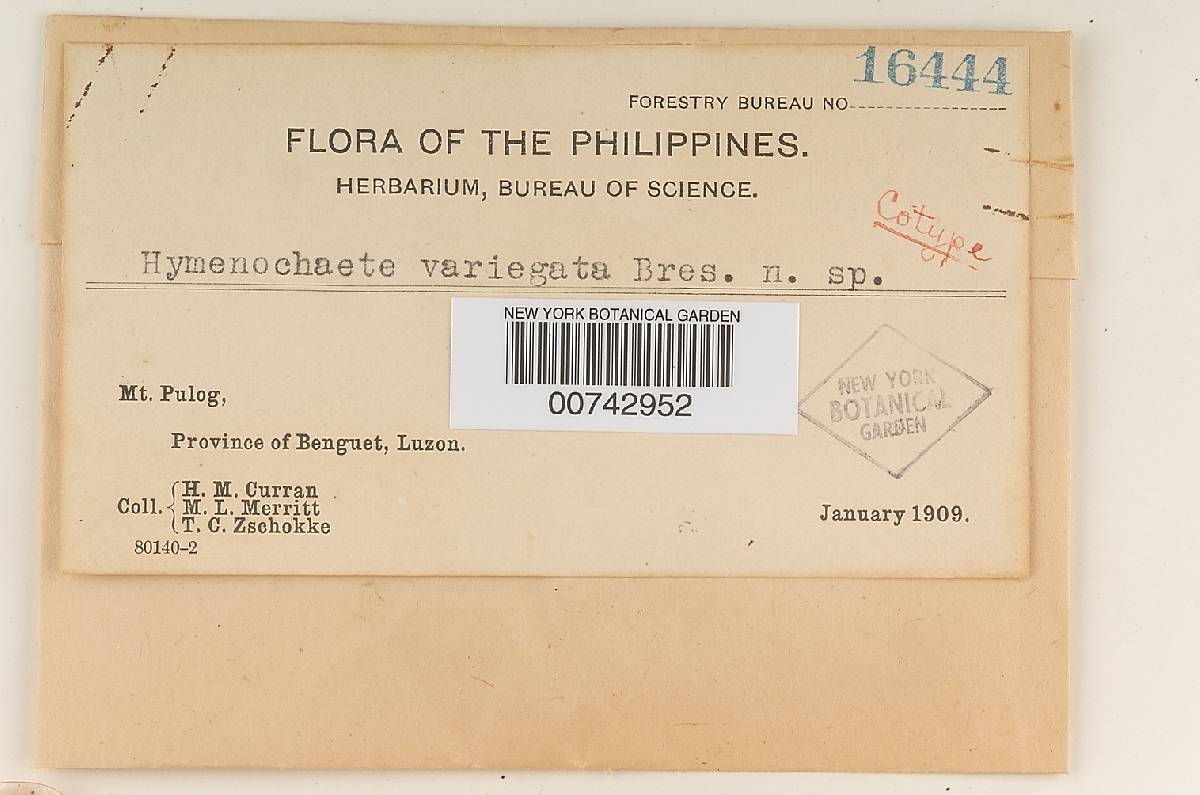 16444
FORESTRY BUREAU NO
FLORA OF THE PHILIPPINES.
HERBARIUM, BUREAU OF SCIENCE.
Cotype
Hymenochaete variegata Bres. n. sp.
NEW YORK BOTANICAL GARDEN
00742952
NEW YORK
BOTANICAL
GARDEN
Mt. Pulog,
Province of Benguet, Luzon.
Coll. { H. M. Curran
M. L. Merritt
T. C. Zschokke
January 1909.
80140-2